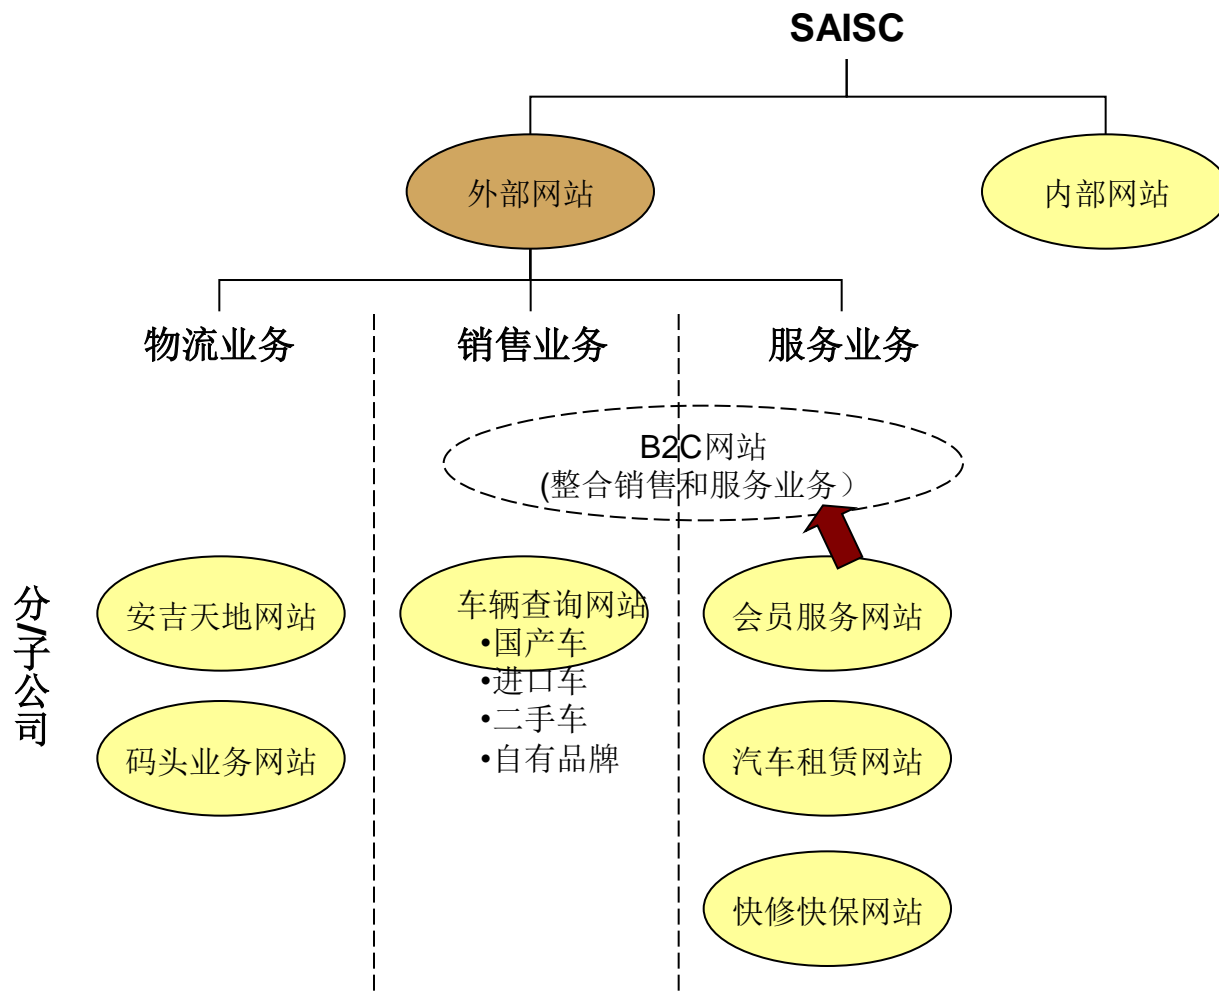 SAISC
外部网站
内部网站
物流业务
销售业务
服务业务
B2C网站
(整合销售和服务业务）
分/子公司
安吉天地网站
车辆查询网站
•国产车
•进口车
•二手车
•自有品牌
会员服务网站
码头业务网站
汽车租赁网站
快修快保网站